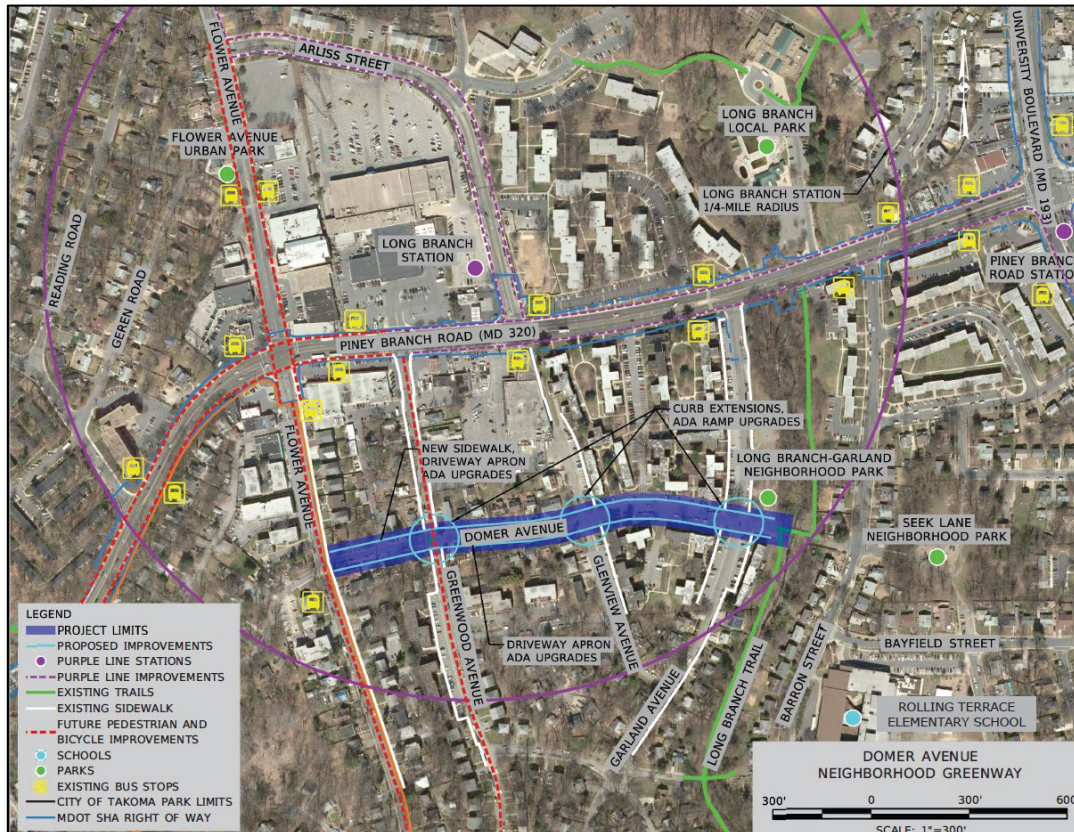 FLOWER AVENUE
ARLISS STREET
UNIVERSITY BOULEVARD (MD 193)
FLOWER AVENUE
URBAN PARK
LONG BRANCH
LOCAL PARK
LONG BRANCH STATION
1/4-MILE RADIUS
READING ROAD
GEREN ROAD
LONG BRANCH
STATION
PINEY BRANCH
ROAD STATION
PINEY BRANCH ROAD (MD 320)
CURB EXTENSIONS,
ADA RAMP UPGRADES
NEW SIDEWALK,
DRIVEWAY APRON
ADA UPGRADES
LONG BRANCH-GARLAND
NEIGHBORHOOD PARK
FLOWER AVENUE
DOMER AVENUE
SEEK LANE
NEIGHBORHOOD PARK
GREENWOOD AVENUE
GLENVIEW AVENUE
DRIVEWAY APRON
ADA UPGRADES
GARLAND AVENUE
LONG BRANCH TRAIL
BARRON STREET
BAYFIELD STREET
ROLLING TERRACE
ELEMENTARY SCHOOL
LEGEND
PROJECT LIMITS
PROPOSED IMPROVEMENTS
PURPLE LINE STATIONS
PURPLE LINE IMPROVEMENTS
EXISTING TRAILS
EXISTING SIDEWALK
FUTURE PEDESTRIAN AND
BICYCLE IMPROVEMENTS
SCHOOLS
PARKS
EXISTING BUS STOPS
CITY OF TAKOMA PARK LIMITS
MDOT SHA RIGHT OF WAY
DOMER AVENUE
NEIGHBORHOOD GREENWAY
300' 0 300' 600'
SCALE: 1"=300'